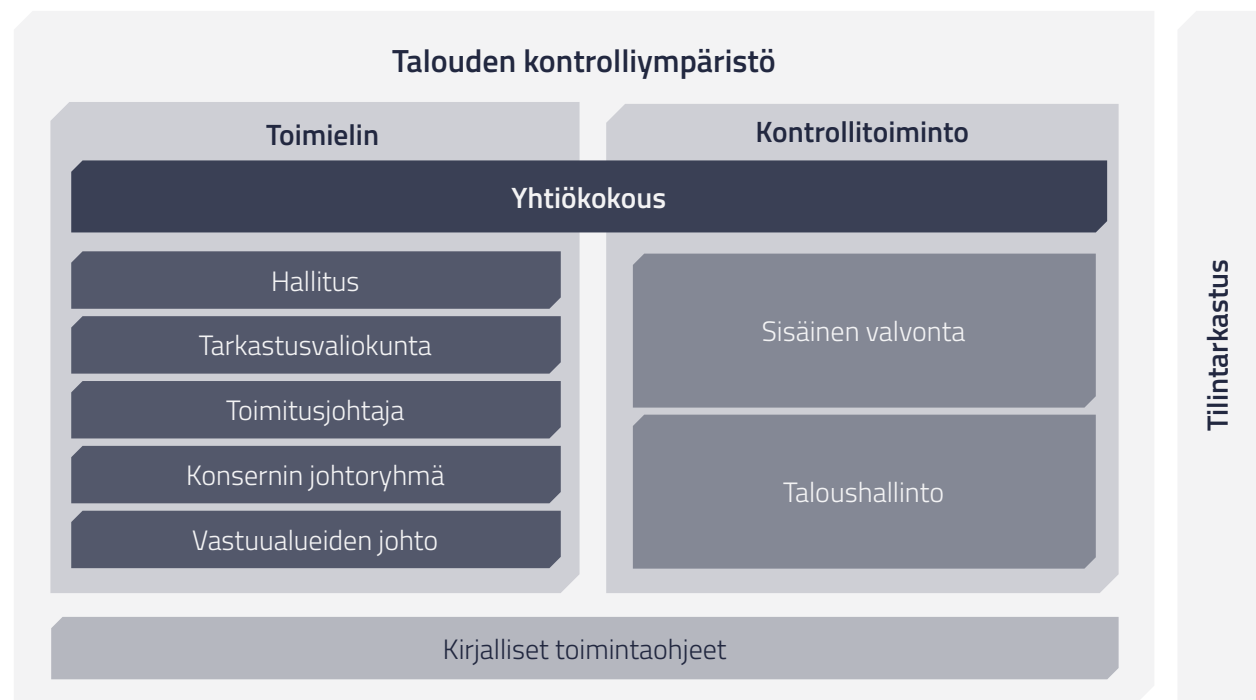 Talouden kontrolliympäristö
Toimielin
Kontrollitoiminto
Yhtiökokous
Hallitus
Tarkastusvaliokunta
Toimitusjohtaja
Konsernin johtoryhmä
Vastuualueiden johto
Sisäinen valvonta
Taloushallinto
Kirjalliset toimintaohjeet
Tilintarkastus